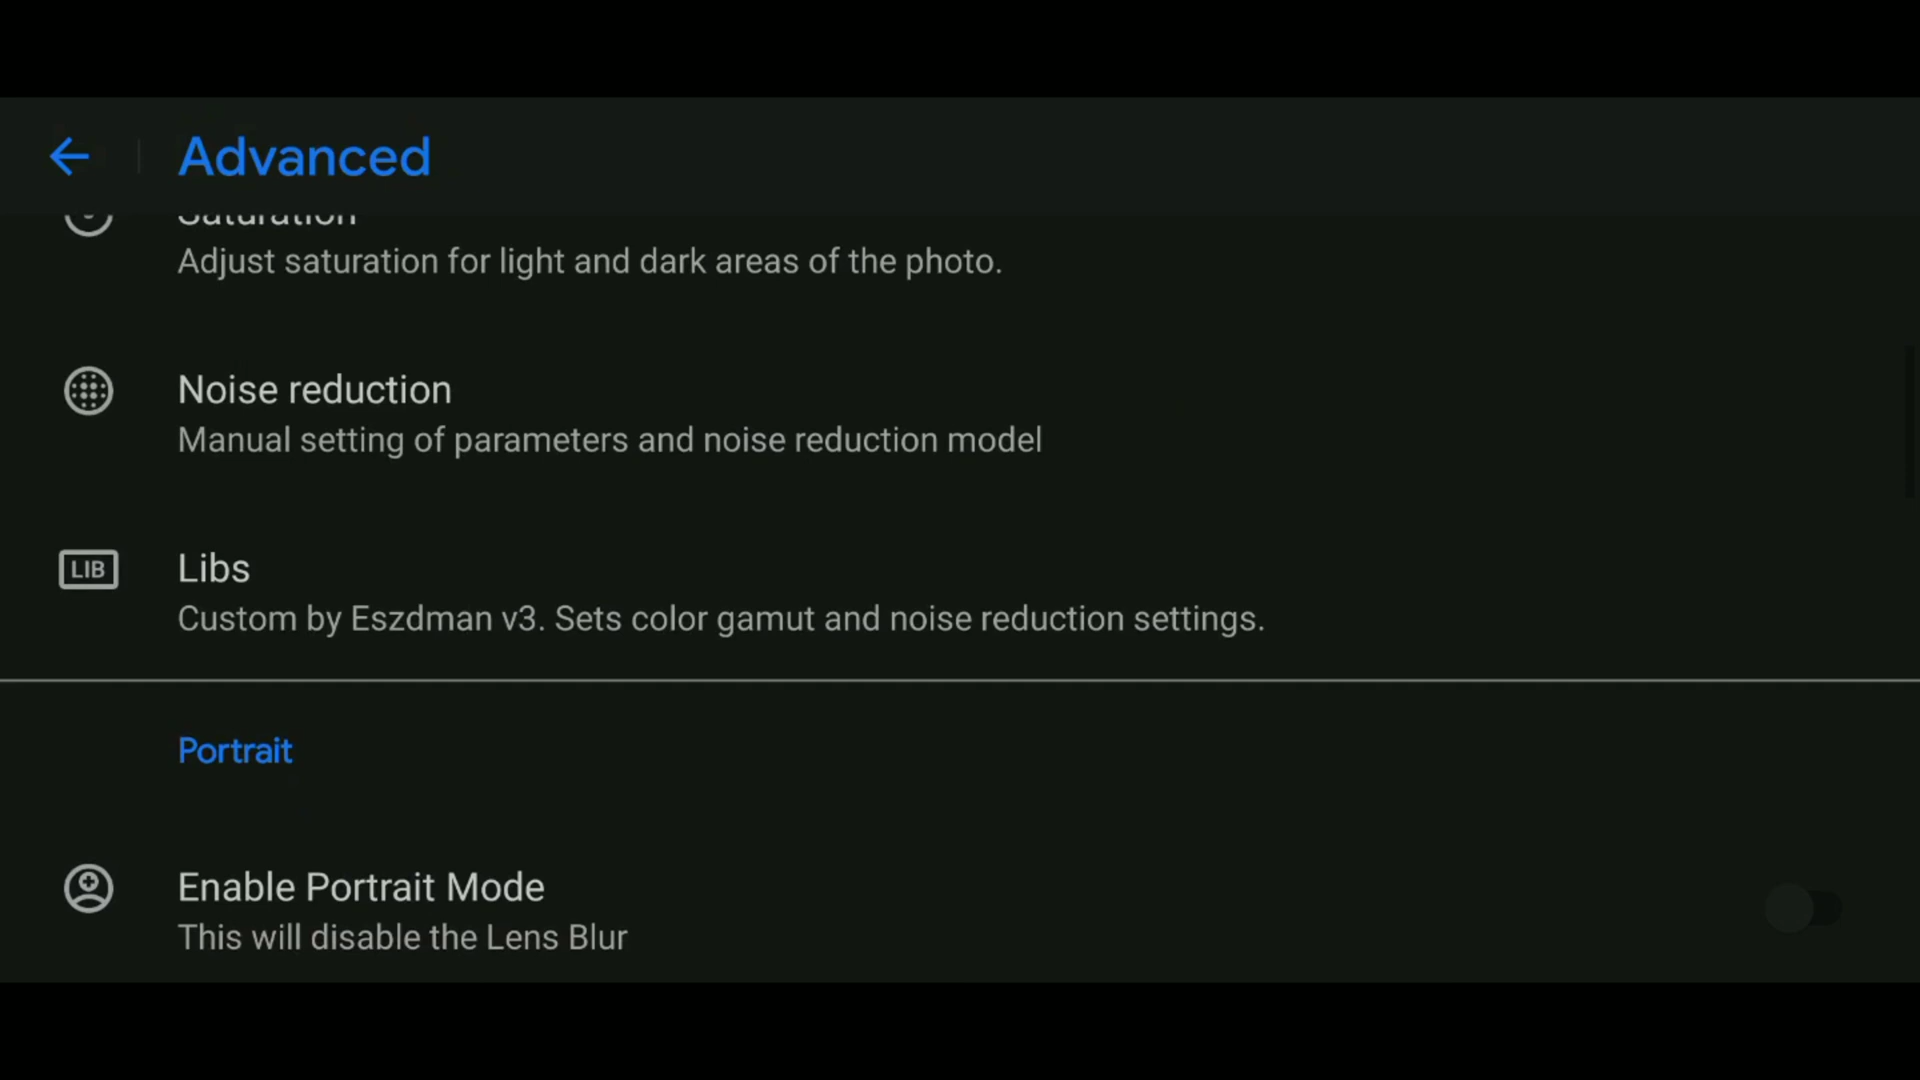 Advanced
Saturation
Adjust saturation for light and dark areas of the photo.
Noise reduction
Manual setting of parameters and noise reduction model
LIB
Libs
Custom by Eszdman v3. Sets color gamut and noise reduction settings.
Portrait
Enable Portrait Mode
This will disable the Lens Blur